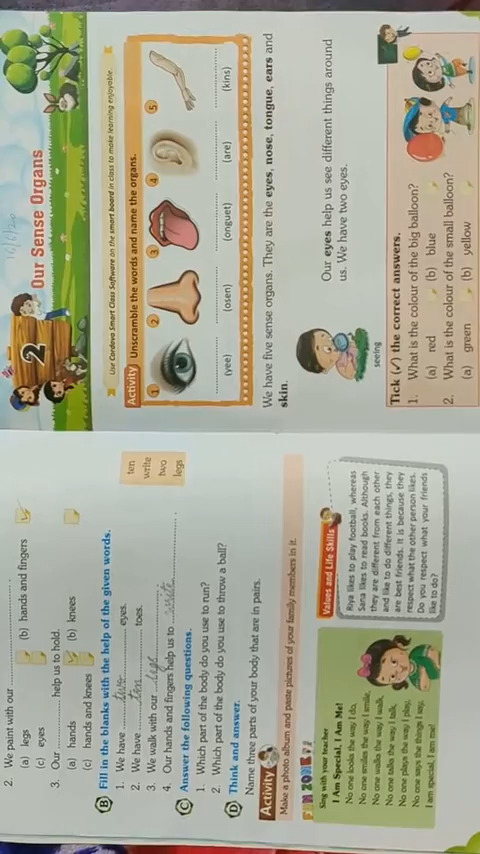 2. We paint with our
(a) legs (b) hands and fingers
(c) eyes
3. Our help us to hold.
(a) hands (b) knees
(c) hands and knees
B Fill in the blanks with the help of the given words.
ten
write
two
legs
1. We have two eyes.
2. We have ten toes.
3. We walk with our legs
4. Our hands and fingers help us to write
C Answer the following questions.
1. Which part of the body do you use to run?
2. Which part of the body do you use to throw a ball?
D Think and answer.
Name three parts of your body that are in pairs.
Activity
Make a photo album and paste pictures of your family members in it.
FUN ZONE
Sing with your teacher
I Am Special, I Am Me!
No one looks the way I do,
No one smiles the way I smile,
No one walks the way I walk,
No one talks the way I talk,
No one plays the way I play,
No one says the things I say,
I am special, I am me!
Values and Life Skills
Riya likes to play football, whereas
Sana likes to read books. Although
they are different from each other
and like to do different things, they
are best friends. It is because they
respect what the other person likes.
Do you respect what your friends
like to do?
2
Our Sense Organs
Use Cordova Smart Class Software on the smart board in class to make learning enjoyable.
Activity Unscramble the words and name the organs.
1 2 3 4 5
(yee) (osen) (onguet) (are) (kins)
We have five sense organs. They are the eyes, nose, tongue, ears and
skin.
Our eyes help us see different things around
us. We have two eyes.
seeing
Tick (✓) the correct answers.
1. What is the colour of the big balloon?
(a) red (b) blue
2. What is the colour of the small balloon?
(a) green (b) yellow